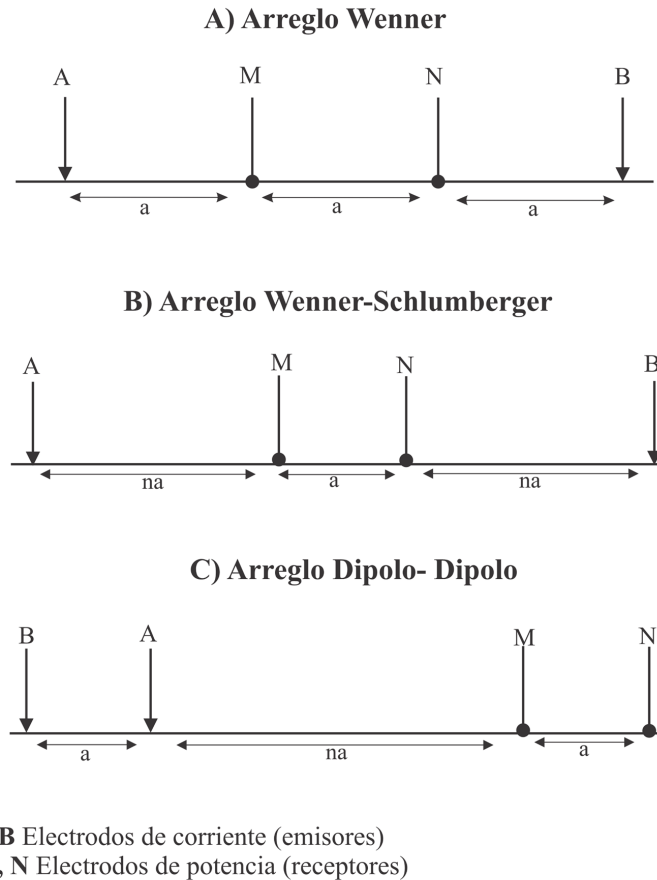 A) Arreglo Wenner
A M N B
a a a
B) Arreglo Wenner-Schlumberger
A M N B
na a na
C) Arreglo Dipolo- Dipolo
B A M N
a na a
B Electrodos de corriente (emisores)
, N Electrodos de potencia (receptores)